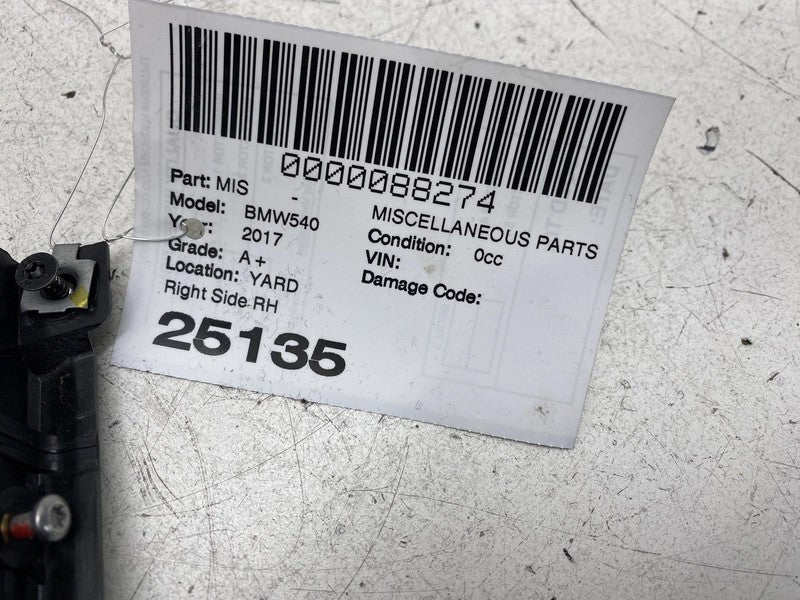 0000088274
Part: MIS - MISCELLANEOUS PARTS
Model: BMW540 Condition: 0cc
Year: 2017 VIN:
Grade: A+ Damage Code:
Location: YARD
Right Side RH
25135